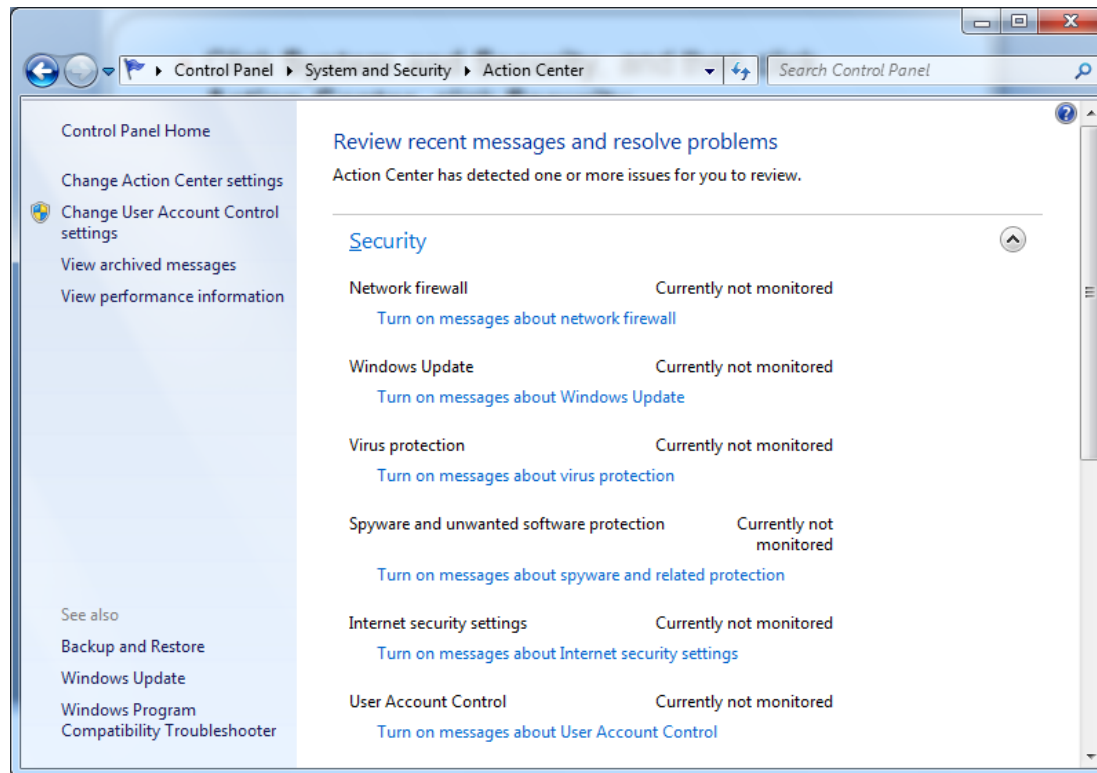 Control Panel
System and Security
Action Center
Search Control Panel
Control Panel Home
Change Action Center settings
Change User Account Control
settings
View archived messages
View performance information
See also
Backup and Restore
Windows Update
Windows Program
Compatibility Troubleshooter
Review recent messages and resolve problems
Action Center has detected one or more issues for you to review.
Security
Network firewall Currently not monitored
Turn on messages about network firewall
Windows Update Currently not monitored
Turn on messages about Windows Update
Virus protection Currently not monitored
Turn on messages about virus protection
Spyware and unwanted software protection Currently not
monitored
Turn on messages about spyware and related protection
Internet security settings Currently not monitored
Turn on messages about Internet security settings
User Account Control Currently not monitored
Turn on messages about User Account Control